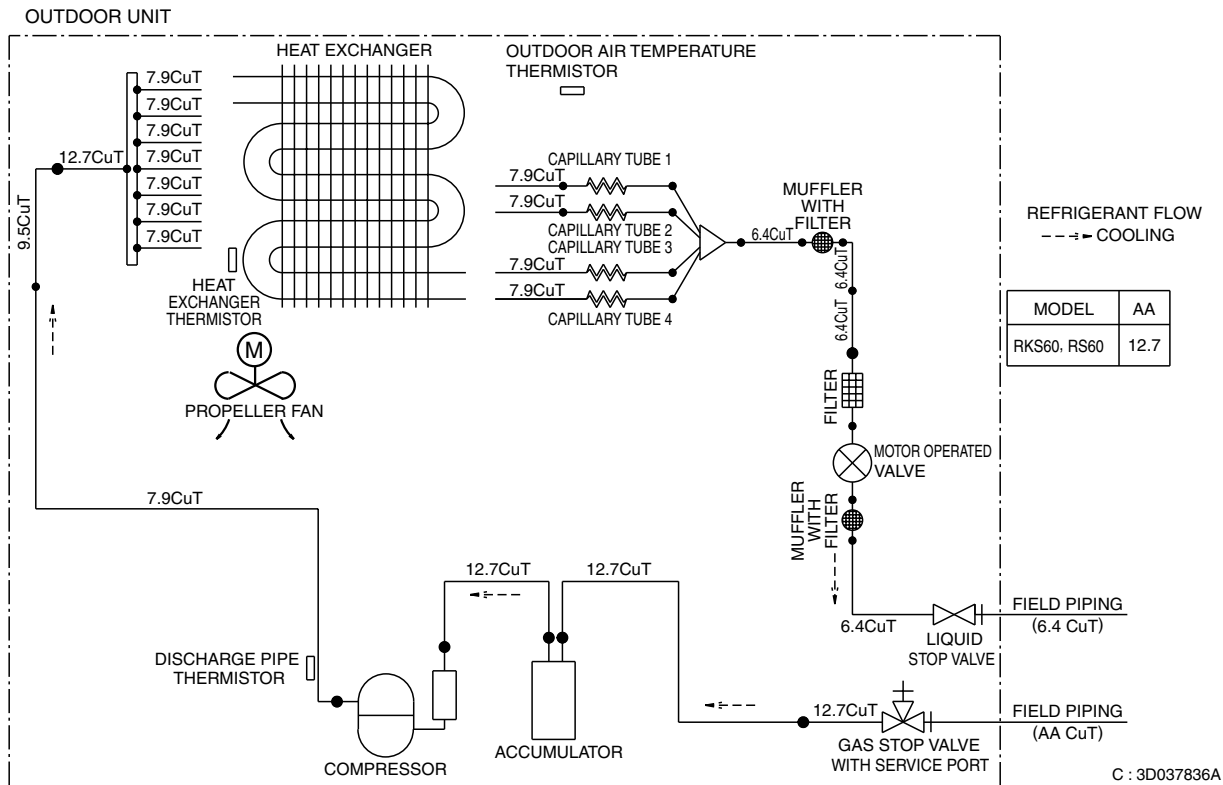 OUTDOOR UNIT
HEAT EXCHANGER
OUTDOOR AIR TEMPERATURE
THERMISTOR
7.9CuT
7.9CuT
7.9CuT
7.9CuT
7.9CuT
7.9CuT
7.9CuT
12.7CuT
9.5CuT
HEAT
EXCHANGER
THERMISTOR
M
PROPELLER FAN
CAPILLARY TUBE 1
7.9CuT
7.9CuT
CAPILLARY TUBE 2
CAPILLARY TUBE 3
7.9CuT
7.9CuT
CAPILLARY TUBE 4
MUFFLER
WITH
FILTER
6.4CuT
6.4CuT
6.4CuT
FILTER
MOTOR OPERATED
VALVE
MUFFLER
WITH
FILTER
REFRIGERANT FLOW
COOLING
MODEL AA
RKS60, RS60 12.7
7.9CuT
12.7CuT
12.7CuT
6.4CuT
LIQUID
STOP VALVE
FIELD PIPING
(6.4 CuT)
DISCHARGE PIPE
THERMISTOR
COMPRESSOR
ACCUMULATOR
12.7CuT
GAS STOP VALVE
WITH SERVICE PORT
FIELD PIPING
(AA CuT)
C : 3D037836A